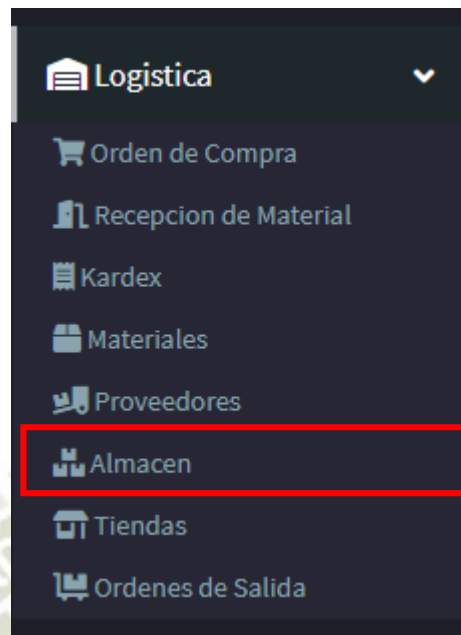 Logistica
Orden de Compra
Recepcion de Material
Kardex
Materiales
Proveedores
Almacen
Tiendas
Ordenes de Salida